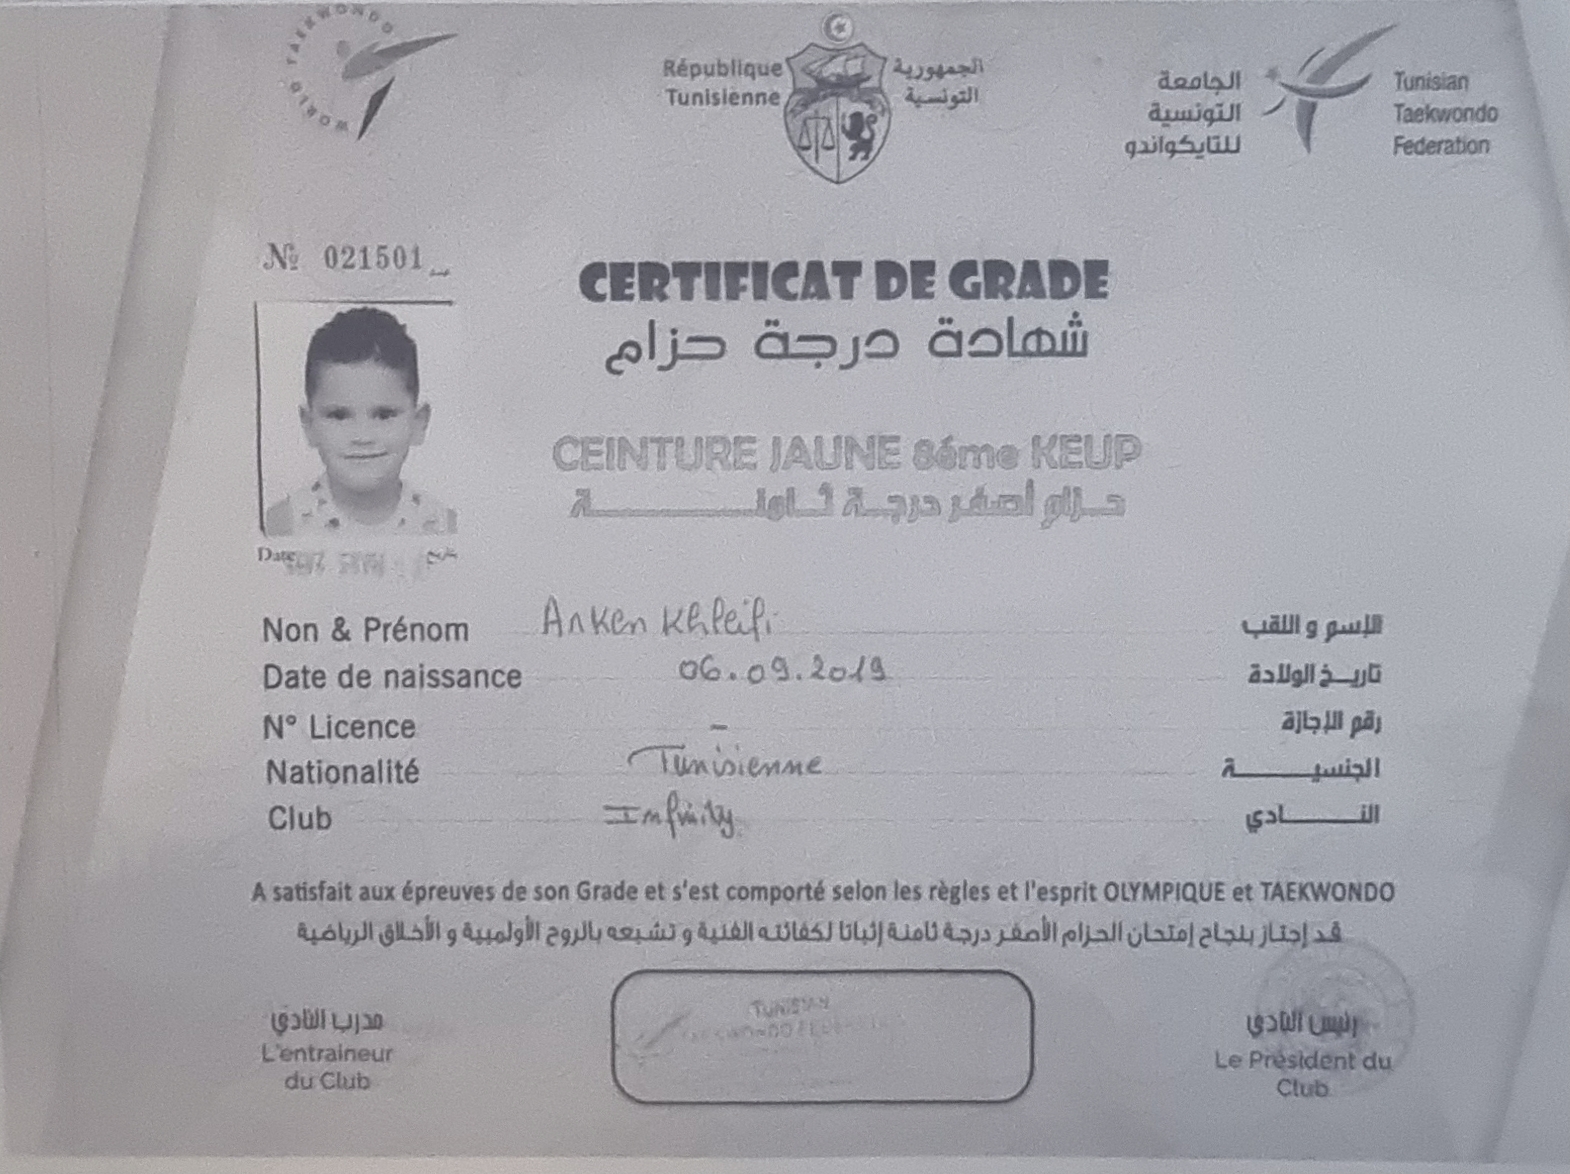 WORLD TAEKWONDO
République
Tunisienne
الجمهورية
التونسية
الجامعة
التونسية
للتايكواندو
Tunisian
Taekwondo
Federation
№ 021501
CERTIFICAT DE GRADE
شهادة درجة حزام
CEINTURE JAUNE 8éme KEUP
حزام أصفر درجة ثامنة
Date
Non & Prénom Anken Khleifi الإسم و اللقب
Date de naissance 06.09.2019 تاريخ الولادة
N° Licence - رقم الإجازة
Nationalité Tunisienne الجنسية
Club Infinity النادي
A satisfait aux épreuves de son Grade et s'est comporté selon les règles et l'esprit OLYMPIQUE et TAEKWONDO
قد إجتاز بنجاح إمتحان الحزام الأصفر درجة ثامنة إثباتا لكفائته الفنية و تشبعه بالروح الأولمبية و الأخلاق الرياضية
مدرب النادي
L'entraineur
du Club
TUNISIAN
رئيس النادي
Le Président du
Club